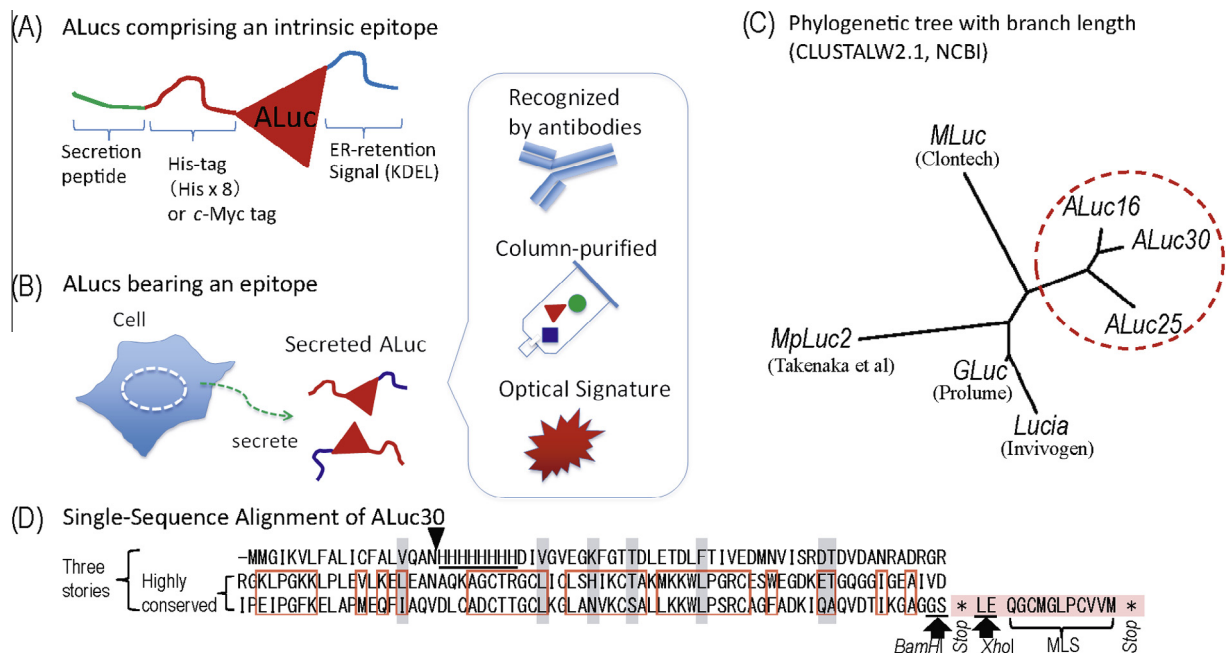 (A) ALucs comprising an intrinsic epitope
ALuc
Secretion
peptide
His-tag
(His x 8)
or c-Myc tag
ER-retention
Signal (KDEL)
(B) ALucs bearing an epitope
Cell
Secreted ALuc
secrete
Recognized
by antibodies
Column-purified
Optical Signature
(C) Phylogenetic tree with branch length
(CLUSTALW2.1, NCBI)
MLuc
(Clontech)
ALuc16
ALuc30
ALuc25
MpLuc2
(Takenaka et al)
GLuc
(Prolume)
Lucia
(Invivogen)
(D) Single-Sequence Alignment of ALuc30
Three
stories
Highly
conserved
-MMGIKVLFALICFALVQANHHHHHHHHDIVGVEGKFGTTDLETDLFTIVEDMNVISRDTDVDANRADRGR
RGKLPGKKLPLEVLKELEANAQKAGCTRGCLICLSHIKCTAKMKKWLPGRCESWEGDKETGQGGIGEAIVD
IPEIPGFKELAPMEQFIAQVDLCADCTTGCLKGLANVKCSALLKKWLPSRCAGFADKIQAQVDTIKGAGGS * LE QGCMGLPCVVM *
BamHI Stop XhoI MLS Stop